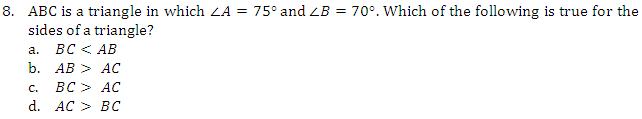 8. ABC is a triangle in which ∠A = 75° and ∠B = 70°. Which of the following is true for the
sides of a triangle?
a. BC < AB
b. AB > AC
c. BC > AC
d. AC > BC